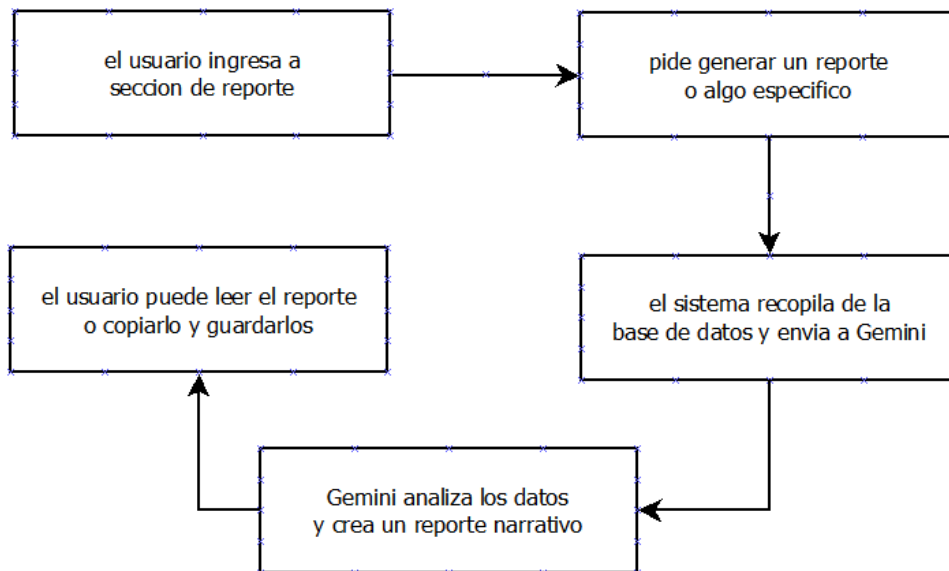 el usuario ingresa a
seccion de reporte
pide generar un reporte
o algo especifico
el sistema recopila de la
base de datos y envia a Gemini
Gemini analiza los datos
y crea un reporte narrativo
el usuario puede leer el reporte
o copiarlo y guardarlos